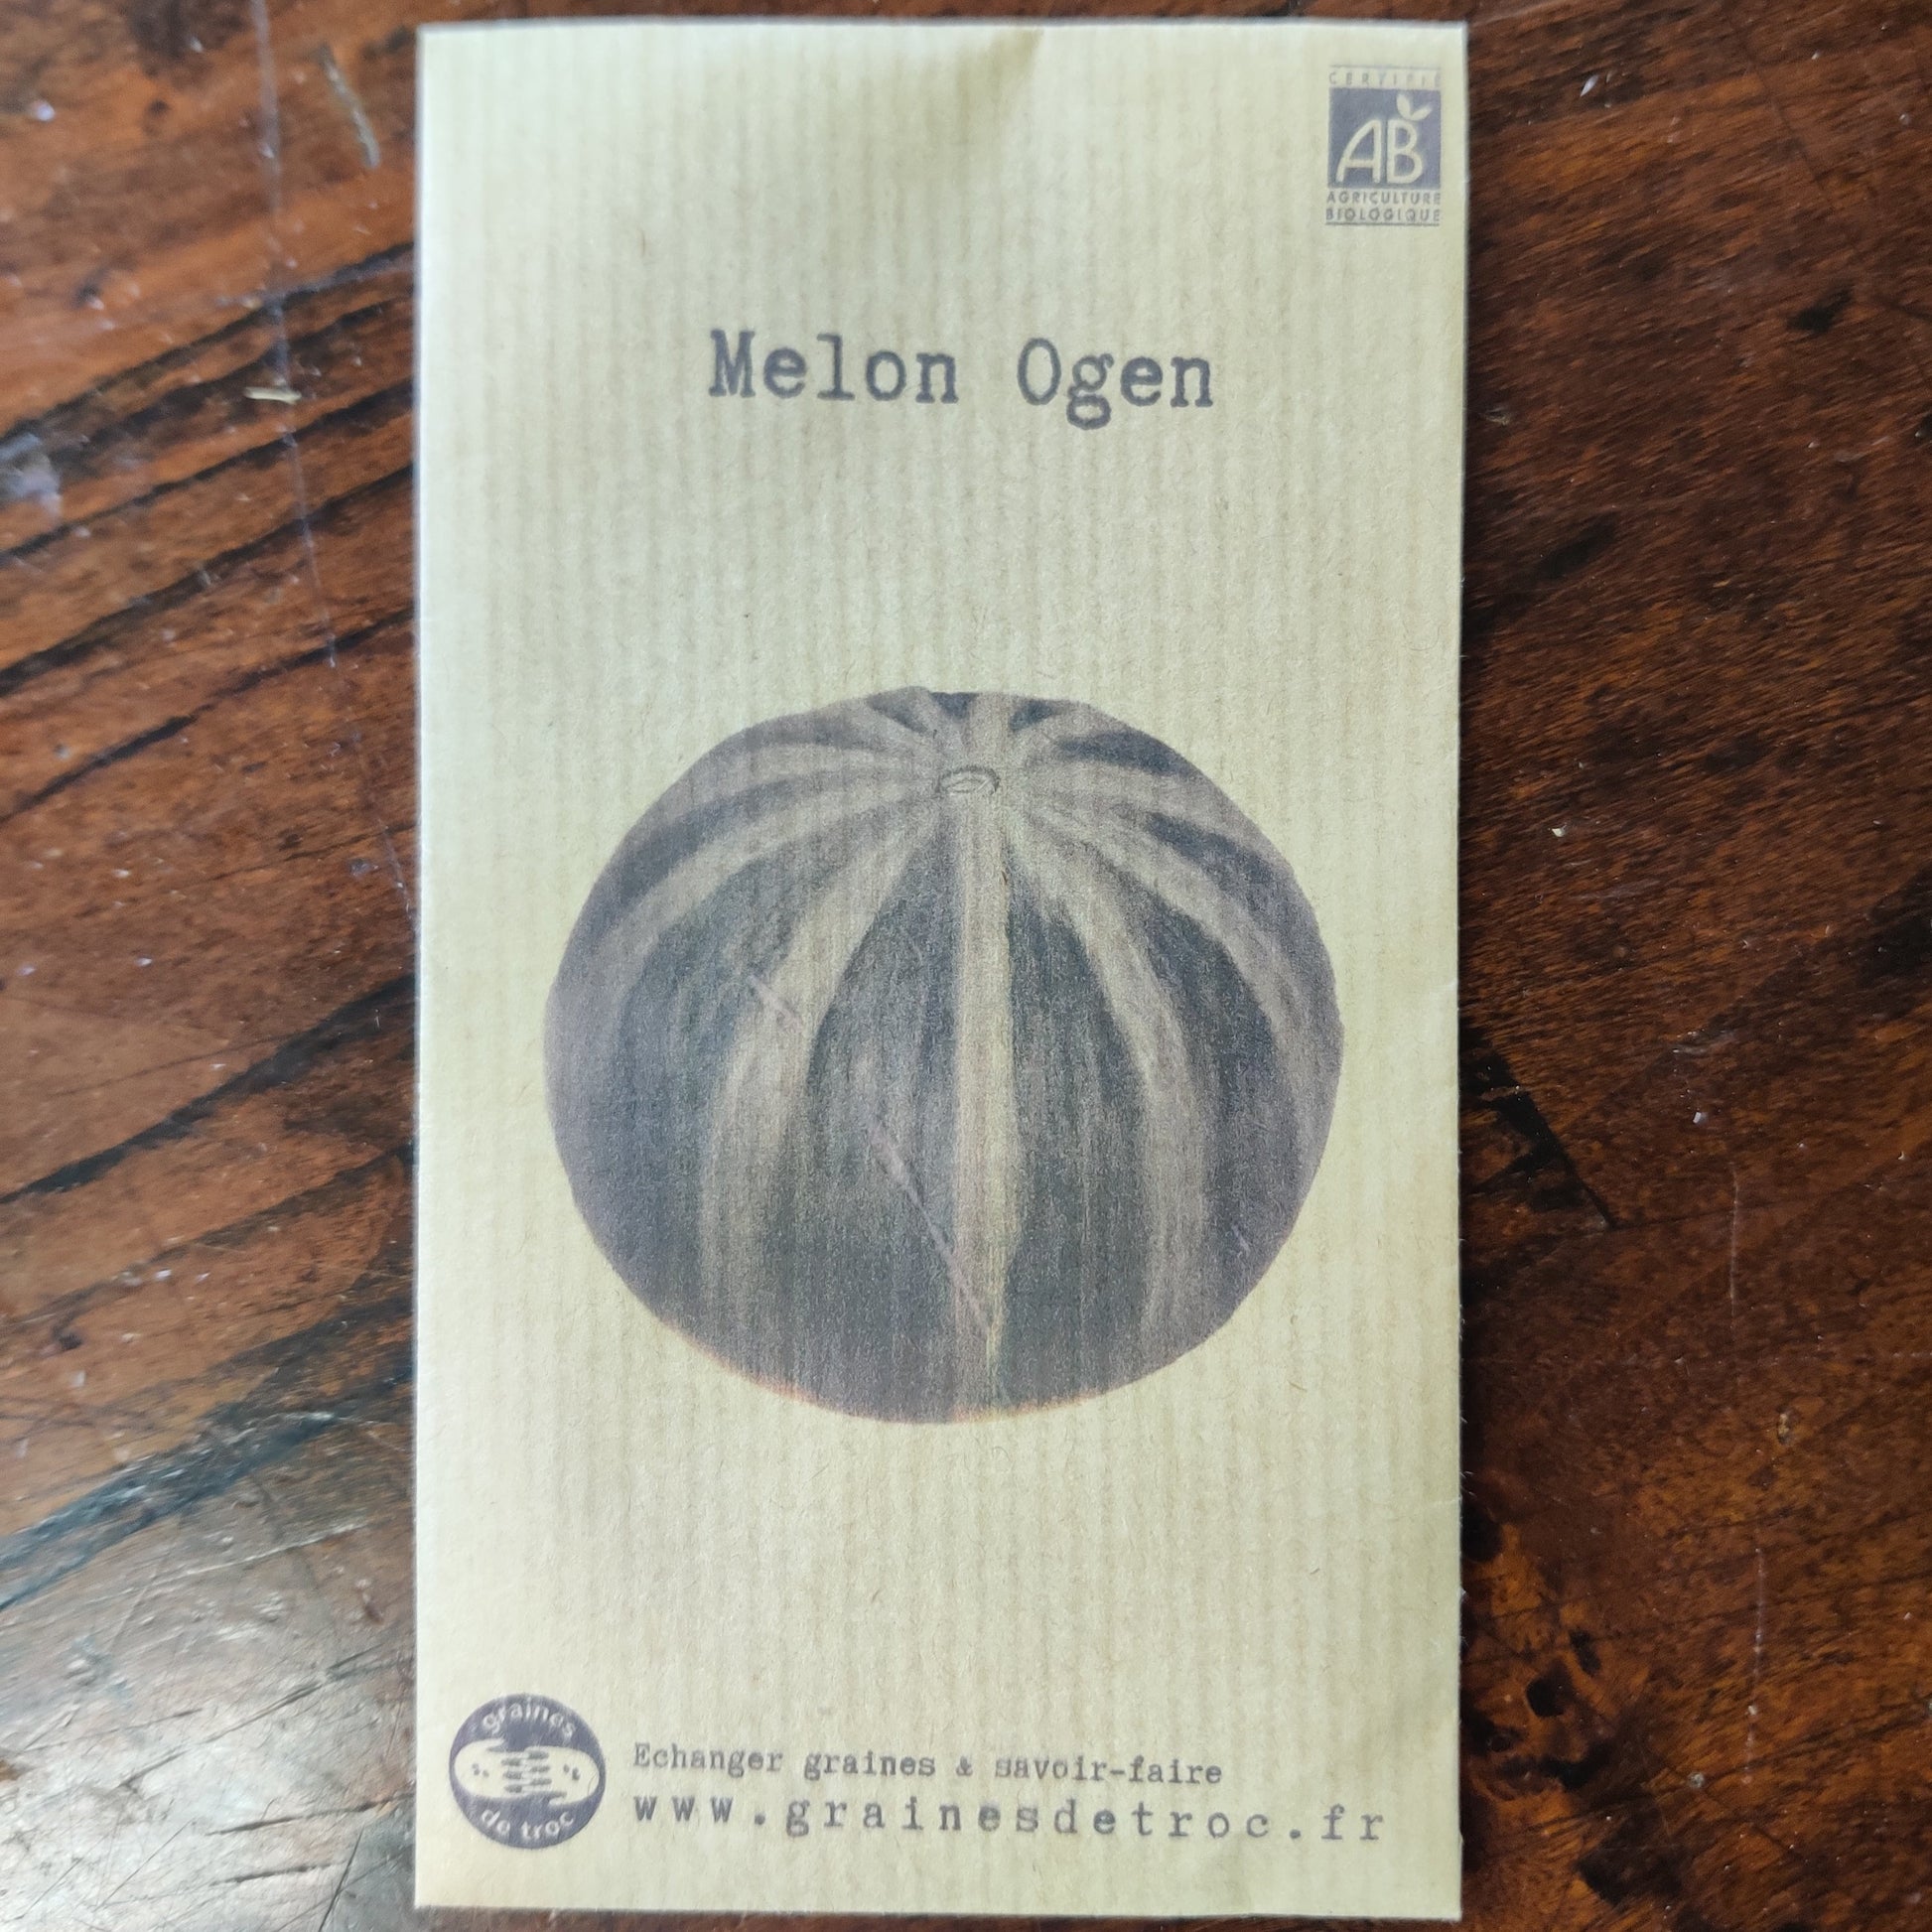 CERTIFIÉ
AB
AGRICULTURE
BIOLOGIQUE
Melon Ogen
graines
de troc
Echanger graines & savoir-faire
www.grainesdetroc.fr